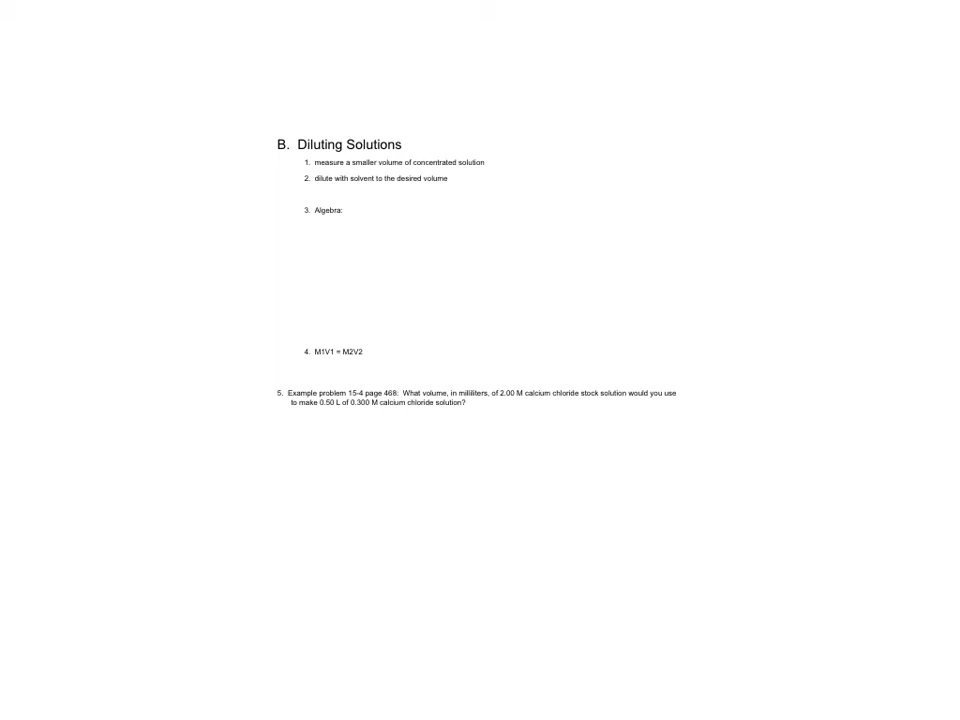 B.  Diluting Solutions
1.  measure a smaller volume of concentrated solution
2.  dilute with solvent to the desired volume
3.  Algebra:
4.  M1V1 = M2V2
5.  Example problem 15-4 page 468:  What volume, in milliliters, of 2.00 M calcium chloride stock solution would you use
to make 0.50 L of 0.300 M calcium chloride solution?